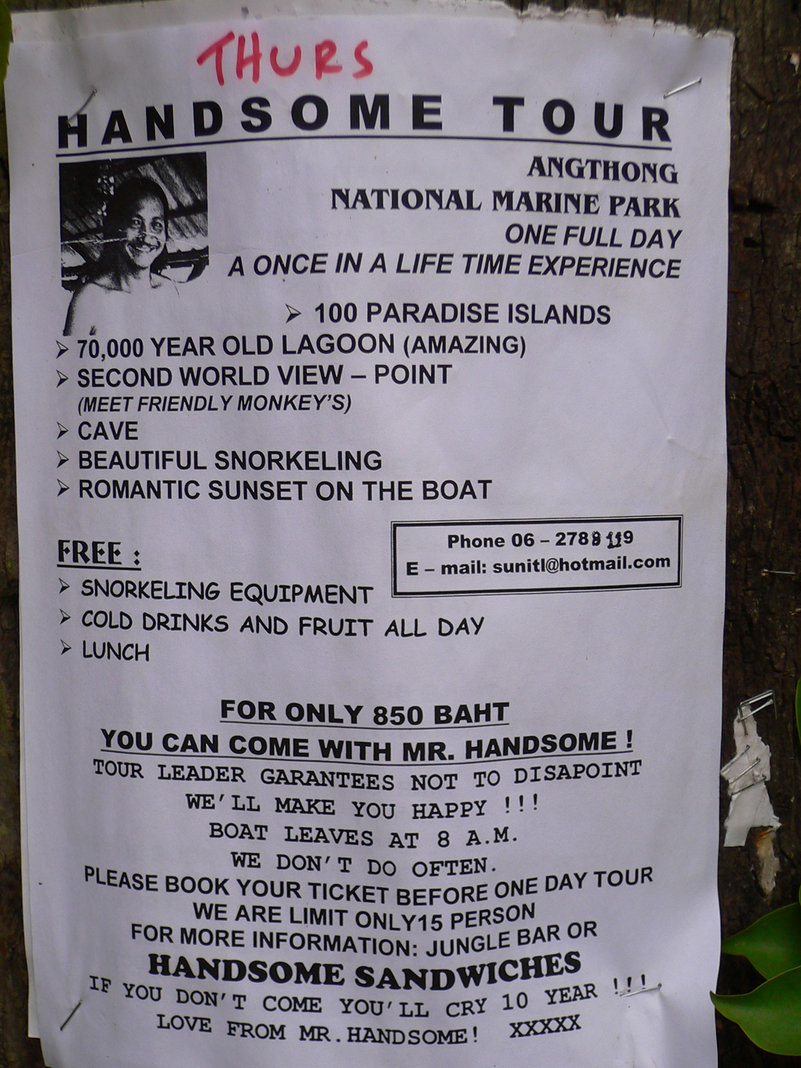 THURS
HANDSOME TOUR
ANGTHONG
NATIONAL MARINE PARK
ONE FULL DAY
A ONCE IN A LIFE TIME EXPERIENCE
➢ 100 PARADISE ISLANDS
➢ 70,000 YEAR OLD LAGOON (AMAZING)
➢ SECOND WORLD VIEW – POINT
(MEET FRIENDLY MONKEY'S)
➢ CAVE
➢ BEAUTIFUL SNORKELING
➢ ROMANTIC SUNSET ON THE BOAT
Phone 06 –
E – mail: sunitl@hotmail.com
FREE :
➢ SNORKELING EQUIPMENT
➢ COLD DRINKS AND FRUIT ALL DAY
➢ LUNCH
FOR ONLY 850 BAHT
YOU CAN COME WITH MR. HANDSOME !
TOUR LEADER GARANTEES NOT TO DISAPOINT
WE'LL MAKE YOU HAPPY !!!
BOAT LEAVES AT 8 A.M.
WE DON'T DO OFTEN.
PLEASE BOOK YOUR TICKET BEFORE ONE DAY TOUR
WE ARE LIMIT ONLY15 PERSON
FOR MORE INFORMATION: JUNGLE BAR OR
HANDSOME SANDWICHES
IF YOU DON'T COME YOU'LL CRY 10 YEAR !!!
LOVE FROM MR.HANDSOME! XXXXX